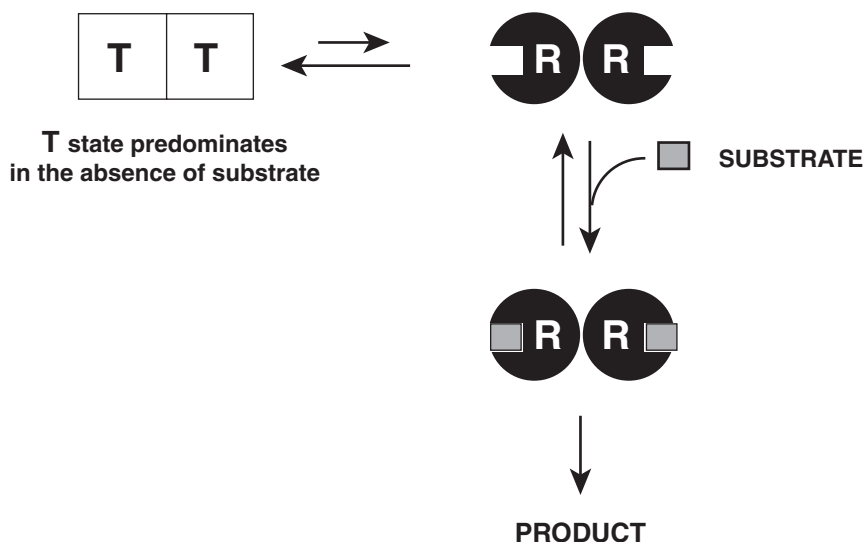 T T
R R
T state predominates
in the absence of substrate
SUBSTRATE
R R
PRODUCT